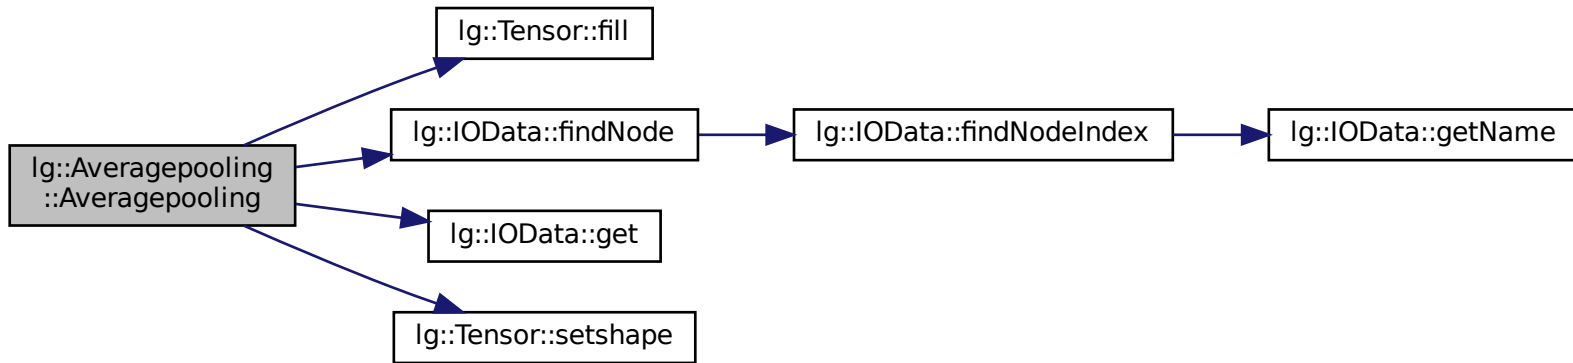 lg::Tensor::fill
lg::Averagepooling
::Averagepooling
lg::IOData::findNode
lg::IOData::findNodeIndex
lg::IOData::getName
lg::IOData::get
lg::Tensor::setshape